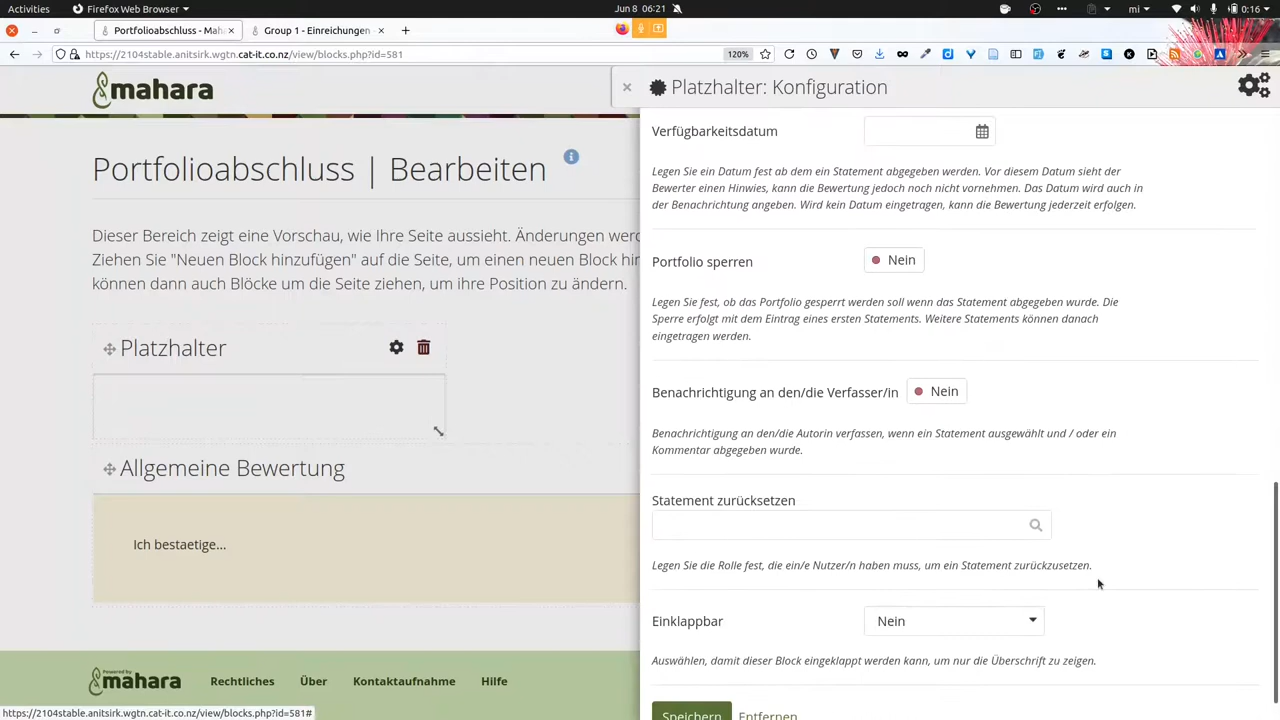 Activities
Firefox Web Browser
Jun 8 06:21
mi
0:16
Portfolioabschluss - Maha
Group 1 - Einreichungen
https://2104stable.anitsirk.wgtn.cat-it.co.nz/view/blocks.php?id=581
120%
mahara
Platzhalter: Konfiguration
Portfolioabschluss | Bearbeiten
Dieser Bereich zeigt eine Vorschau, wie Ihre Seite aussieht. Änderungen werd
Ziehen Sie "Neuen Block hinzufügen" auf die Seite, um einen neuen Block hin
können dann auch Blöcke um die Seite ziehen, um ihre Position zu ändern.
Platzhalter
Allgemeine Bewertung
Ich bestaetige...
Verfügbarkeitsdatum
Legen Sie ein Datum fest ab dem ein Statement abgegeben werden. Vor diesem Datum sieht der
Bewerter einen Hinwies, kann die Bewertung jedoch noch nicht vornehmen. Das Datum wird auch in
der Benachrichtung angeben. Wird kein Datum eingetragen, kann die Bewertung jederzeit erfolgen.
Portfolio sperren
Nein
Legen Sie fest, ob das Portfolio gesperrt werden soll wenn das Statement abgegeben wurde. Die
Sperre erfolgt mit dem Eintrag eines ersten Statements. Weitere Statements können danach
eingetragen werden.
Benachrichtigung an den/die Verfasser/in
Nein
Benachrichtigung an den/die Autorin verfassen, wenn ein Statement ausgewählt und / oder ein
Kommentar abgegeben wurde.
Statement zurücksetzen
Legen Sie die Rolle fest, die ein/e Nutzer/n haben muss, um ein Statement zurückzusetzen.
Einklappbar
Nein
Auswählen, damit dieser Block eingeklappt werden kann, um nur die Überschrift zu zeigen.
Speichern
Entfernen
Powered by
mahara
Rechtliches
Über
Kontaktaufnahme
Hilfe
https://2104stable.anitsirk.wgtn.cat-it.co.nz/view/blocks.php?id=581#